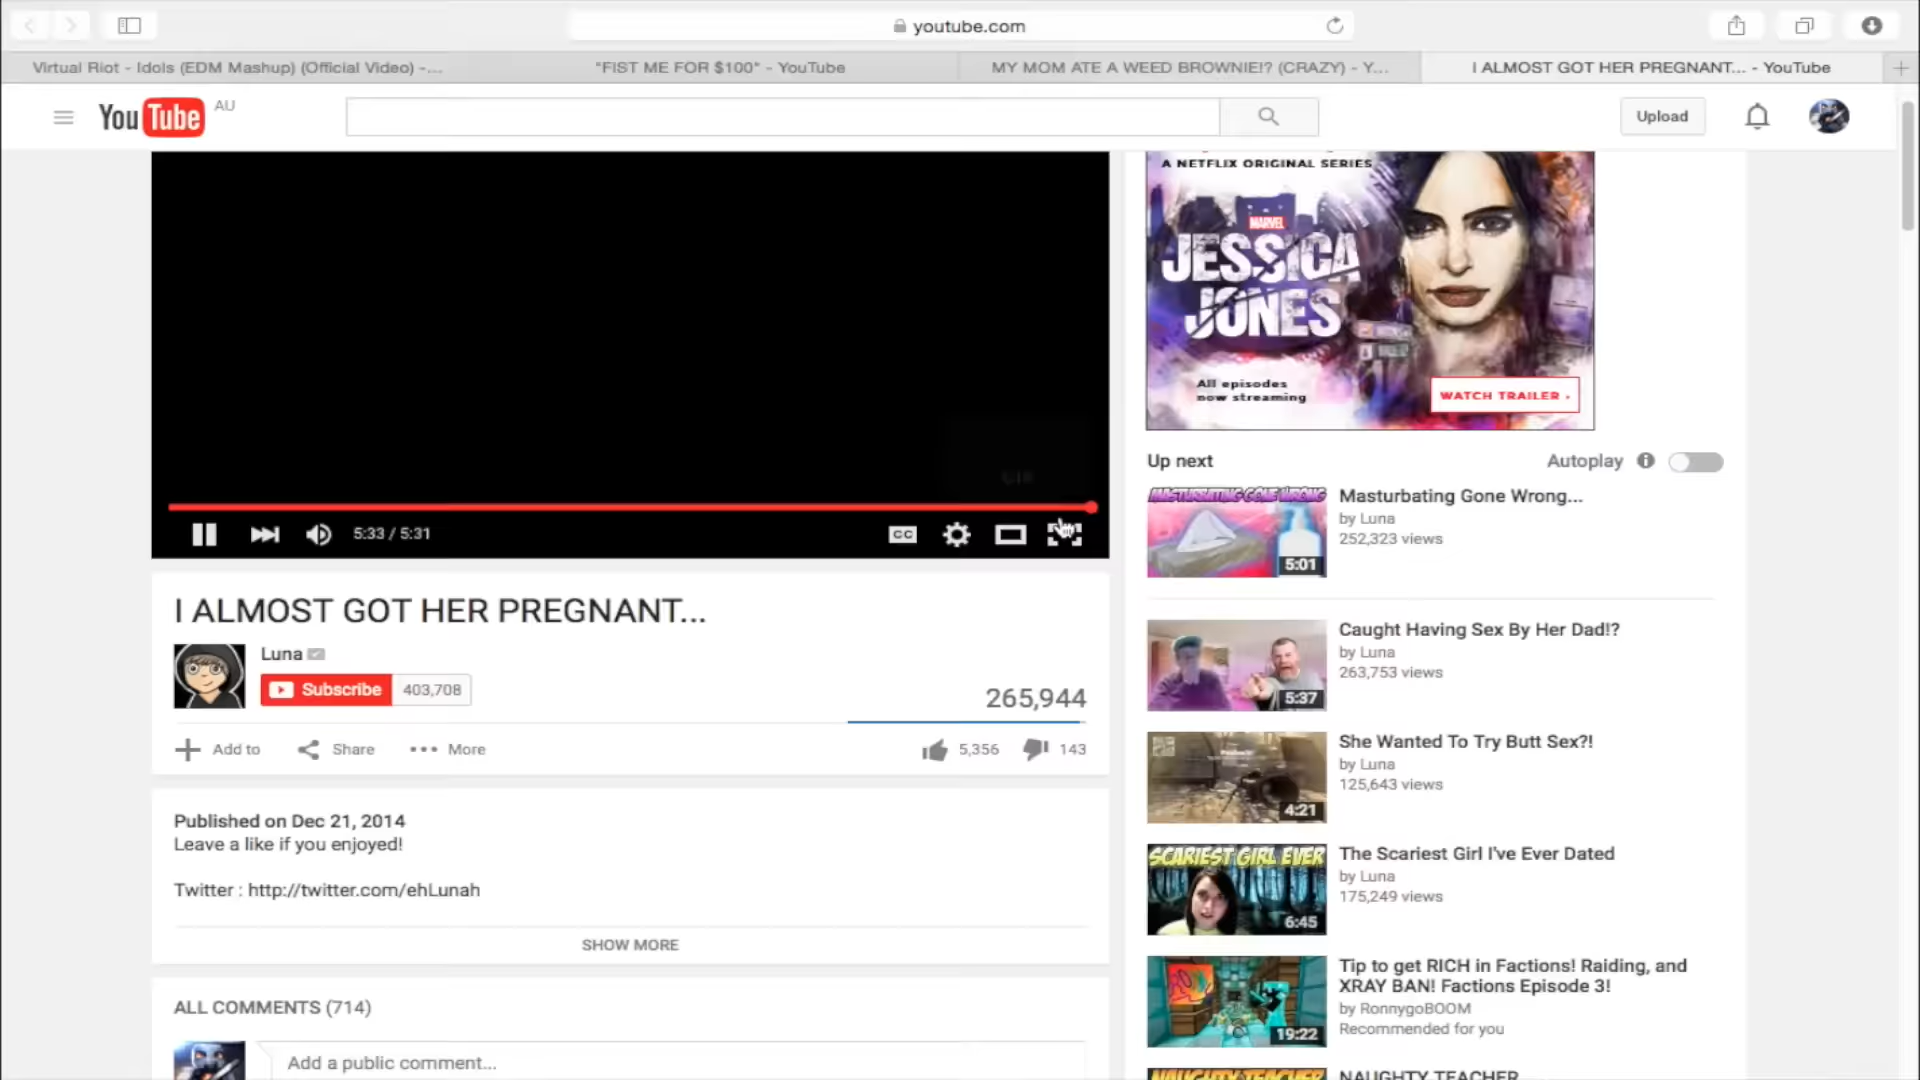 youtube.com
Virtual Riot - Idols (EDM Mashup) (Official Video) -...
"FIST ME FOR $100" - YouTube
MY MOM ATE A WEED BROWNIE!? (CRAZY) - Y...
I ALMOST GOT HER PREGNANT... - YouTube
YouTube AU
Upload
A NETFLIX ORIGINAL SERIES
MARVEL
JESSICA
JONES
All episodes
now streaming
WATCH TRAILER
5:33 / 5:31
CC
I ALMOST GOT HER PREGNANT...
Luna
Subscribe 403,708
265,944
Add to Share More
5,356 143
Published on Dec 21, 2014
Leave a like if you enjoyed!
Twitter : http://twitter.com/ehLunah
SHOW MORE
ALL COMMENTS (714)
Add a public comment...
Up next
Autoplay
MASTURBATING GONE WRONG
5:01
Masturbating Gone Wrong...
by Luna
252,323 views
5:37
Caught Having Sex By Her Dad!?
by Luna
263,753 views
4:21
She Wanted To Try Butt Sex?!
by Luna
125,643 views
SCARIEST GIRL EVER
6:45
The Scariest Girl I've Ever Dated
by Luna
175,249 views
19:22
Tip to get RICH in Factions! Raiding, and
XRAY BAN! Factions Episode 3!
by RonnygoBOOM
Recommended for you
NAUGHTY TEACHER
NAUGHTY TEACHER